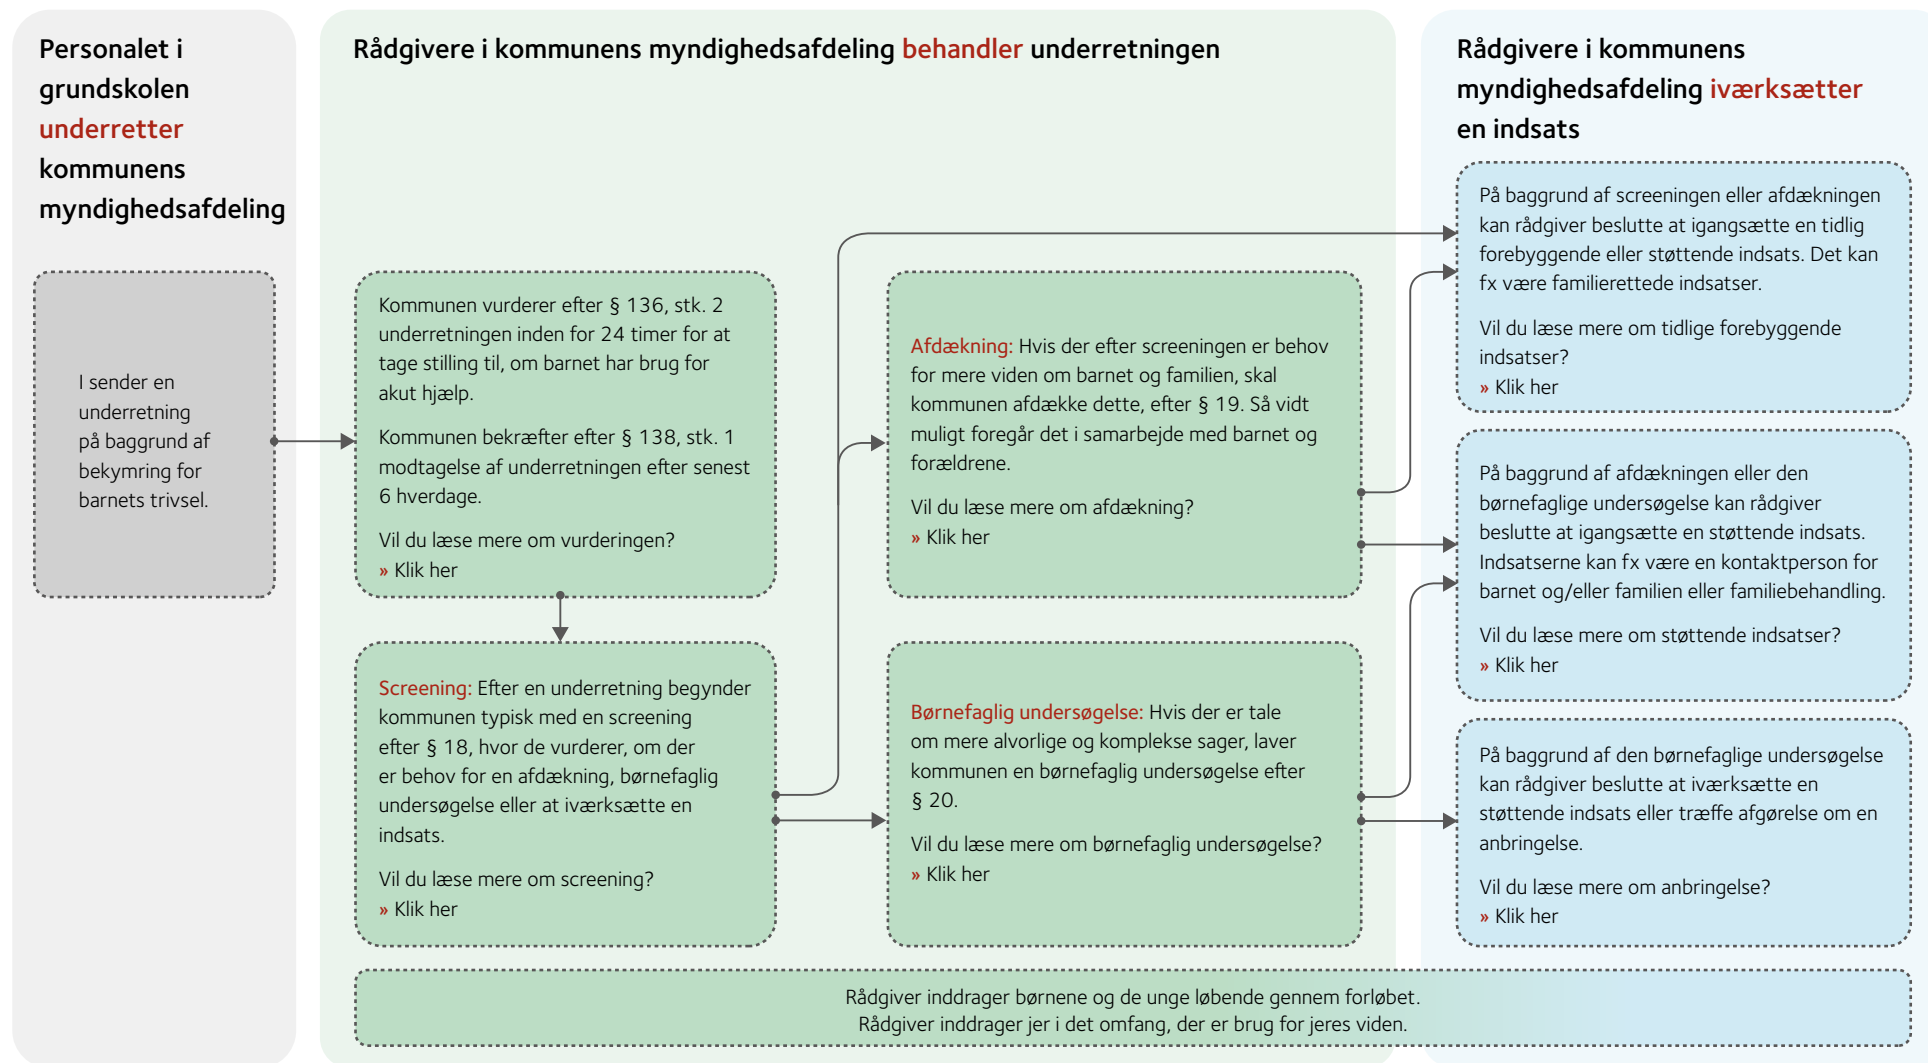 Personalet i
grundskolen
underretter
kommunens
myndighedsafdeling
I sender en
underretning
på baggrund af
bekymring for
barnets trivsel.
Rådgivere i kommunens myndighedsafdeling behandler underretningen
Kommunen vurderer efter § 136, stk. 2
underretningen inden for 24 timer for at
tage stilling til, om barnet har brug for
akut hjælp.
Kommunen bekræfter efter § 138, stk. 1
modtagelse af underretningen efter senest
6 hverdage.
Vil du læse mere om vurderingen?
» Klik her
Screening: Efter en underretning begynder
kommunen typisk med en screening
efter § 18, hvor de vurderer, om der
er behov for en afdækning, børnefaglig
undersøgelse eller at iværksætte en
indsats.
Vil du læse mere om screening?
» Klik her
Afdækning: Hvis der efter screeningen er behov
for mere viden om barnet og familien, skal
kommunen afdække dette, efter § 19. Så vidt
muligt foregår det i samarbejde med barnet og
forældrene.
Vil du læse mere om afdækning?
» Klik her
Børnefaglig undersøgelse: Hvis der er tale
om mere alvorlige og komplekse sager, laver
kommunen en børnefaglig undersøgelse efter
§ 20.
Vil du læse mere om børnefaglig undersøgelse?
» Klik her
Rådgivere i kommunens
myndighedsafdeling iværksætter
en indsats
På baggrund af screeningen eller afdækningen
kan rådgiver beslutte at igangsætte en tidlig
forebyggende eller støttende indsats. Det kan
fx være familierettede indsatser.
Vil du læse mere om tidlige forebyggende
indsatser?
» Klik her
På baggrund af afdækningen eller den
børnefaglige undersøgelse kan rådgiver
beslutte at igangsætte en støttende indsats.
Indsatserne kan fx være en kontaktperson for
barnet og/eller familien eller familiebehandling.
Vil du læse mere om støttende indsatser?
» Klik her
På baggrund af den børnefaglige undersøgelse
kan rådgiver beslutte at iværksætte en
støttende indsats eller træffe afgørelse om en
anbringelse.
Vil du læse mere om anbringelse?
» Klik her
Rådgiver inddrager børnene og de unge løbende gennem forløbet.
Rådgiver inddrager jer i det omfang, der er brug for jeres viden.